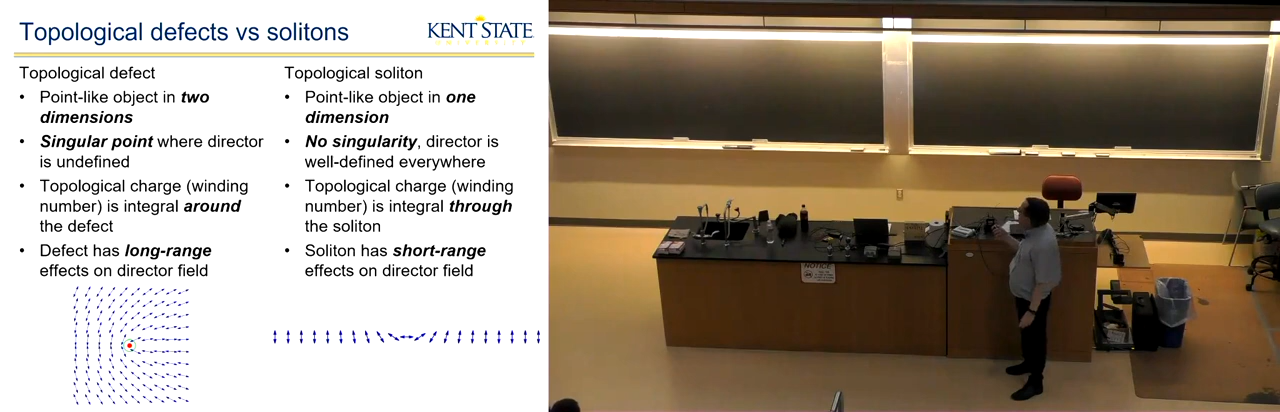 Topological defects vs solitons
KENT STATE
UNIVERSITY
Topological defect
• Point-like object in two
dimensions
• Singular point where director
is undefined
• Topological charge (winding
number) is integral around
the defect
• Defect has long-range
effects on director field
Topological soliton
• Point-like object in one
dimension
• No singularity, director is
well-defined everywhere
• Topological charge (winding
number) is integral through
the soliton
• Soliton has short-range
effects on director field
NOTICE